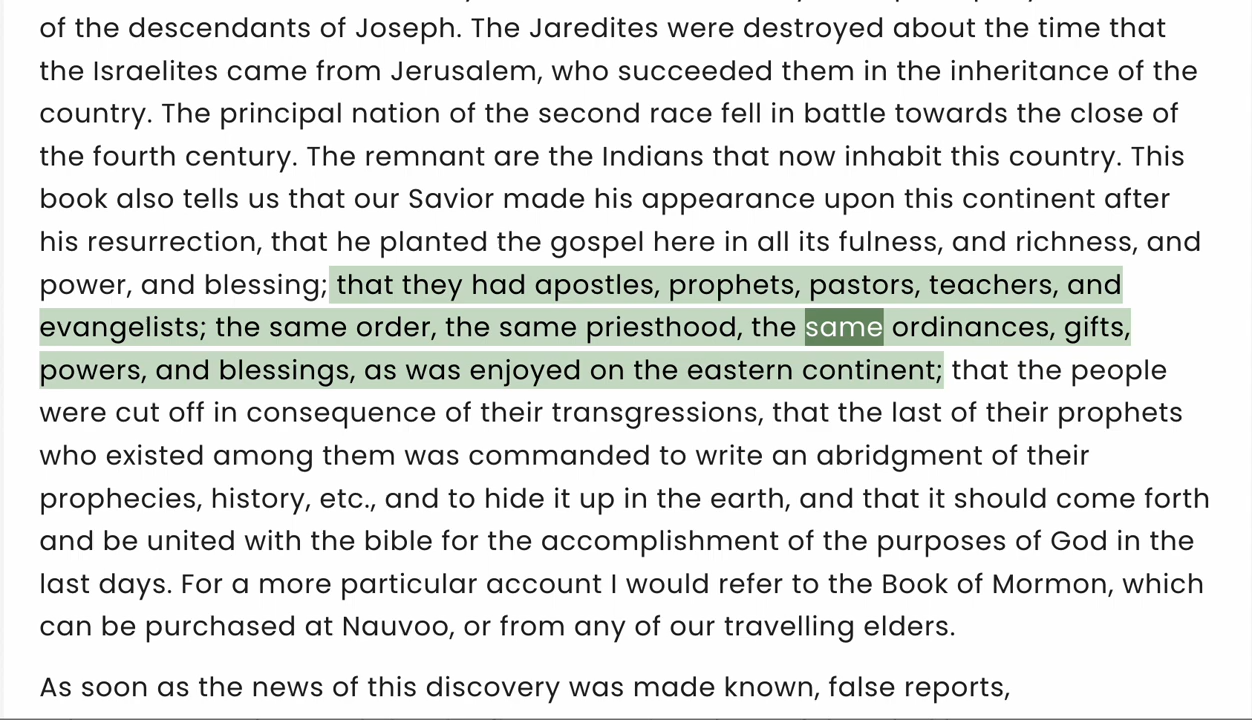 of the descendants of Joseph. The Jaredites were destroyed about the time that
the Israelites came from Jerusalem, who succeeded them in the inheritance of the
country. The principal nation of the second race fell in battle towards the close of
the fourth century. The remnant are the Indians that now inhabit this country. This
book also tells us that our Savior made his appearance upon this continent after
his resurrection, that he planted the gospel here in all its fulness, and richness, and
power, and blessing; that they had apostles, prophets, pastors, teachers, and
evangelists; the same order, the same priesthood, the same ordinances, gifts,
powers, and blessings, as was enjoyed on the eastern continent; that the people
were cut off in consequence of their transgressions, that the last of their prophets
who existed among them was commanded to write an abridgment of their
prophecies, history, etc., and to hide it up in the earth, and that it should come forth
and be united with the bible for the accomplishment of the purposes of God in the
last days. For a more particular account I would refer to the Book of Mormon, which
can be purchased at Nauvoo, or from any of our travelling elders.
As soon as the news of this discovery was made known, false reports,